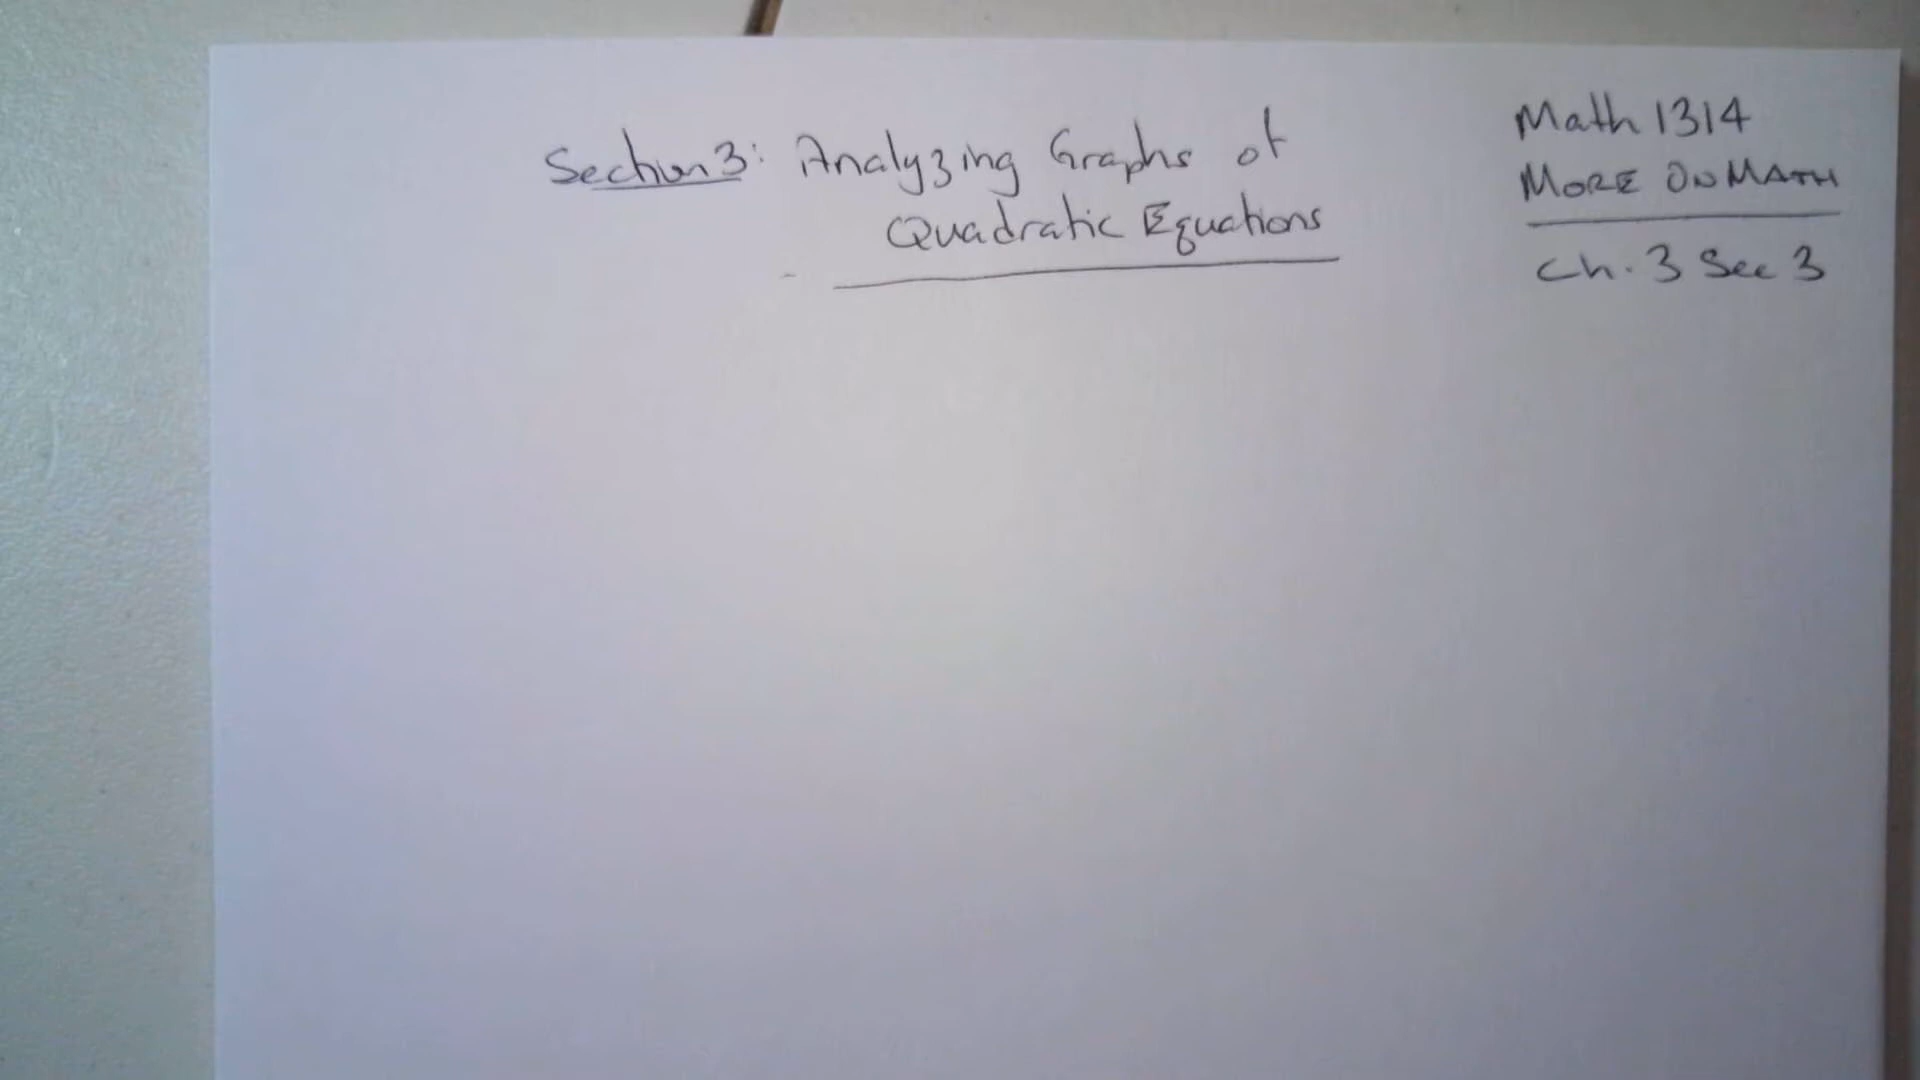 Section 3: Analyzing Graphs of
Quadratic Equations
Math 1314
MORE ON MATH
Ch. 3 Sec 3